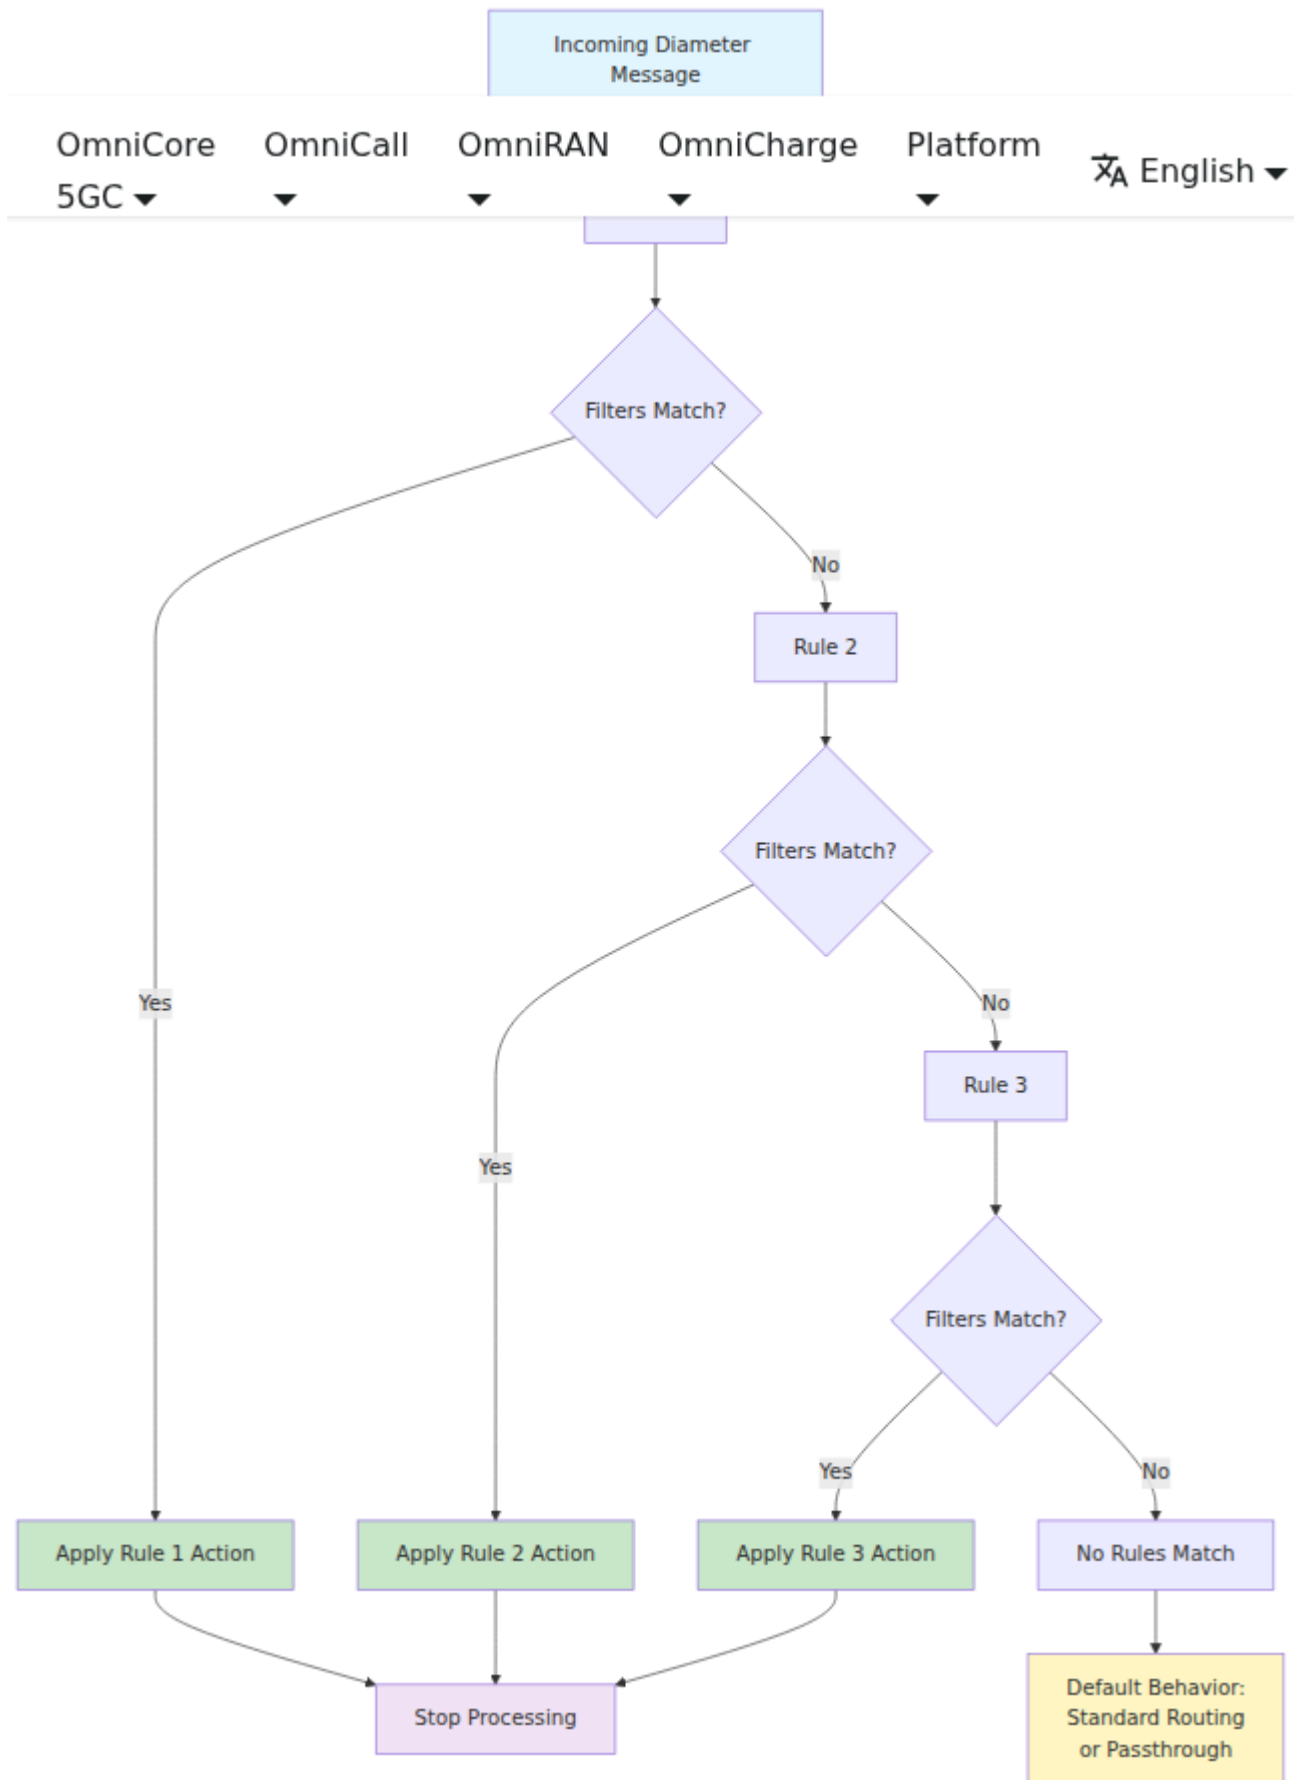 Incoming Diameter
Message
OmniCore
5GC
OmniCall
OmniRAN
OmniCharge
Platform
English
Filters Match?
No
Rule 2
Filters Match?
Yes
No
Rule 3
Yes
Filters Match?
Yes
No
Apply Rule 1 Action
Apply Rule 2 Action
Apply Rule 3 Action
No Rules Match
Stop Processing
Default Behavior:
Standard Routing
or Passthrough